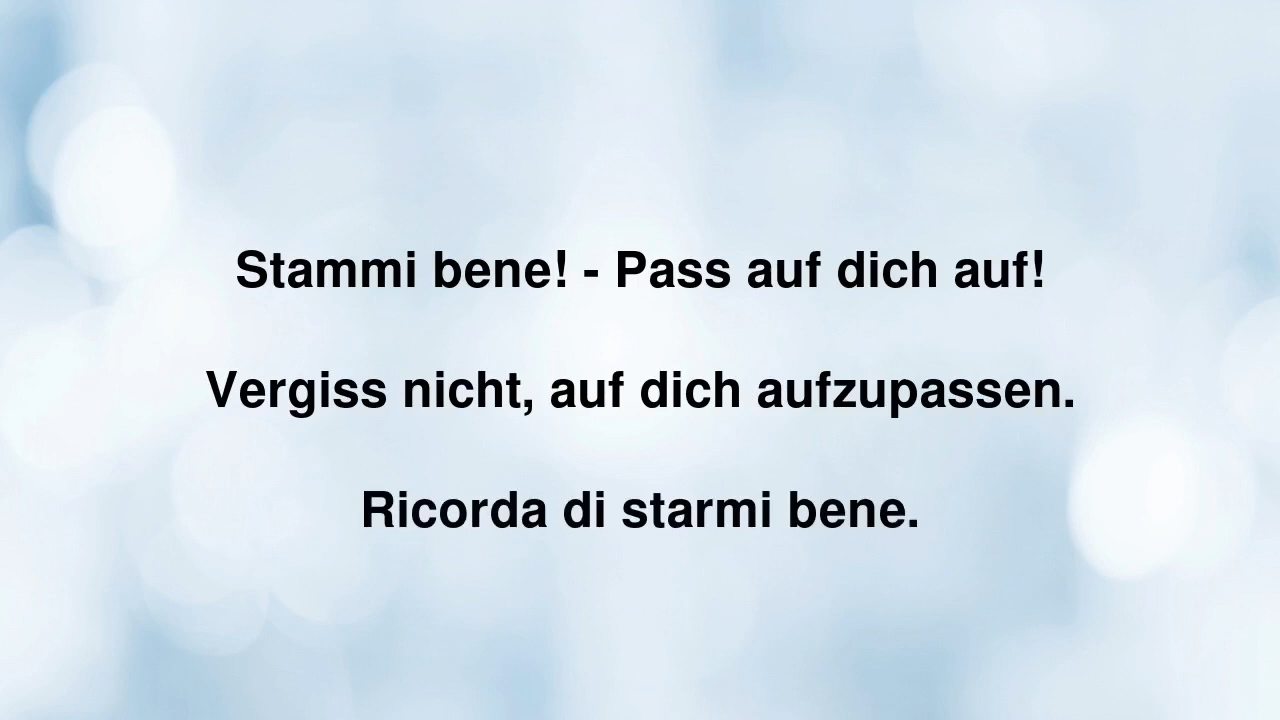 Stammi bene! - Pass auf dich auf!
Vergiss nicht, auf dich aufzupassen.
Ricorda di starmi bene.